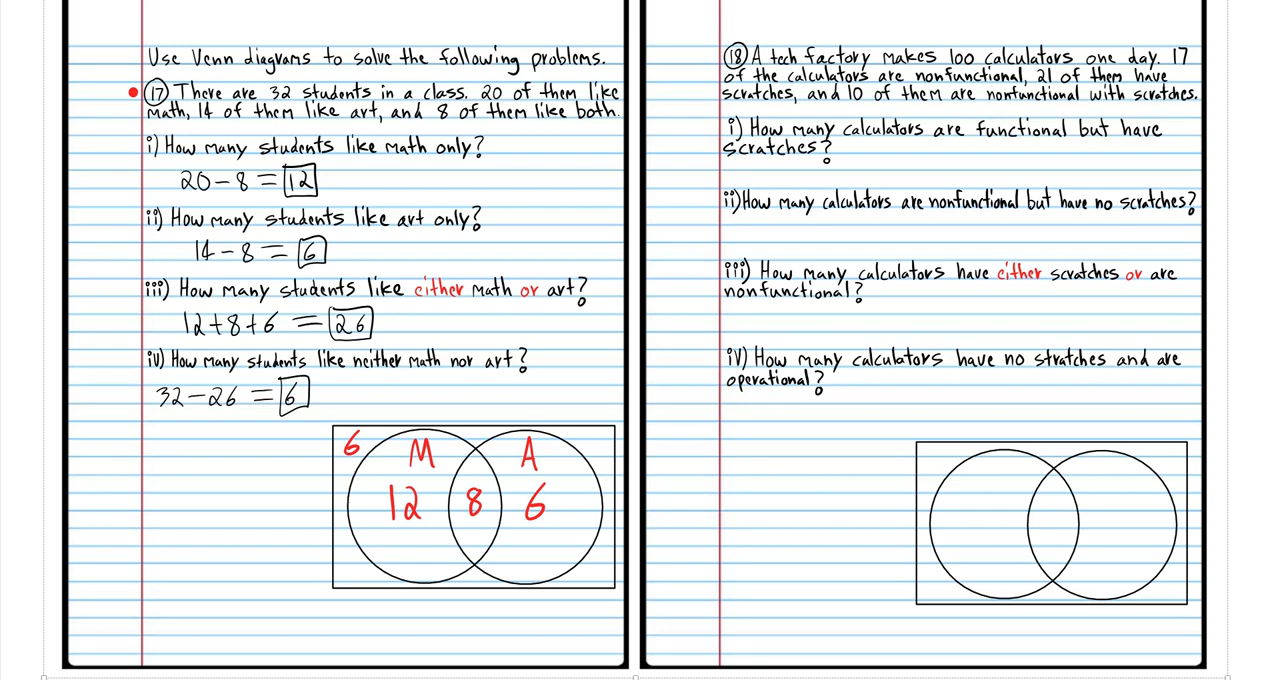 Use Venn diagrams to solve the following problems.
17 There are 32 students in a class. 20 of them like
math, 14 of them like art, and 8 of them like both.
i) How many students like math only?
20 - 8 = 12
ii) How many students like art only?
14 - 8 = 6
iii) How many students like either math or art?
12 + 8 + 6 = 26
iv) How many students like neither math nor art?
32 - 26 = 6
6 M A
12 8 6
18 A tech factory makes 100 calculators one day. 17
of the calculators are nonfunctional, 21 of them have
scratches, and 10 of them are nonfunctional with scratches.
i) How many calculators are functional but have
scratches?
ii) How many calculators are nonfunctional but have no scratches?
iii) How many calculators have either scratches or are
nonfunctional?
iv) How many calculators have no stratches and are
operational?